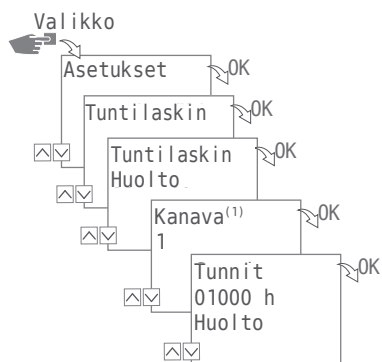 Valikko
Asetukset
OK
Tuntilaskin
OK
Tuntilaskin
OK
Huolto
Kanava(1)
OK
1
Tunnit
OK
01000 h
Huolto